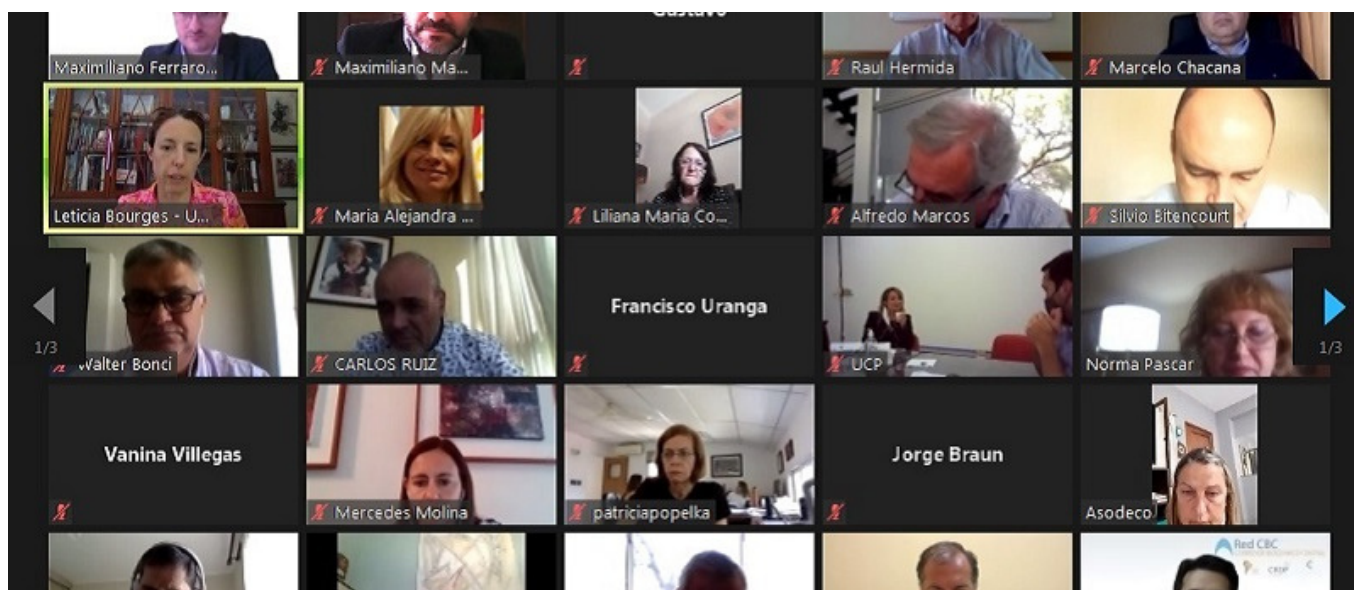 Gustavo
Maximiliano Ferraro...
Maximiliano Ma...
Raul Hermida
Marcelo Chacana
Leticia Bourges - U...
Maria Alejandra ...
Liliana Maria Co...
Alfredo Marcos
Silvio Bitencourt
Walter Bonci
CARLOS RUIZ
Francisco Uranga
UCP
Norma Pascar
1/3
1/3
Vanina Villegas
Mercedes Molina
patriciapopelka
Jorge Braun
Asodeco
Red CBC